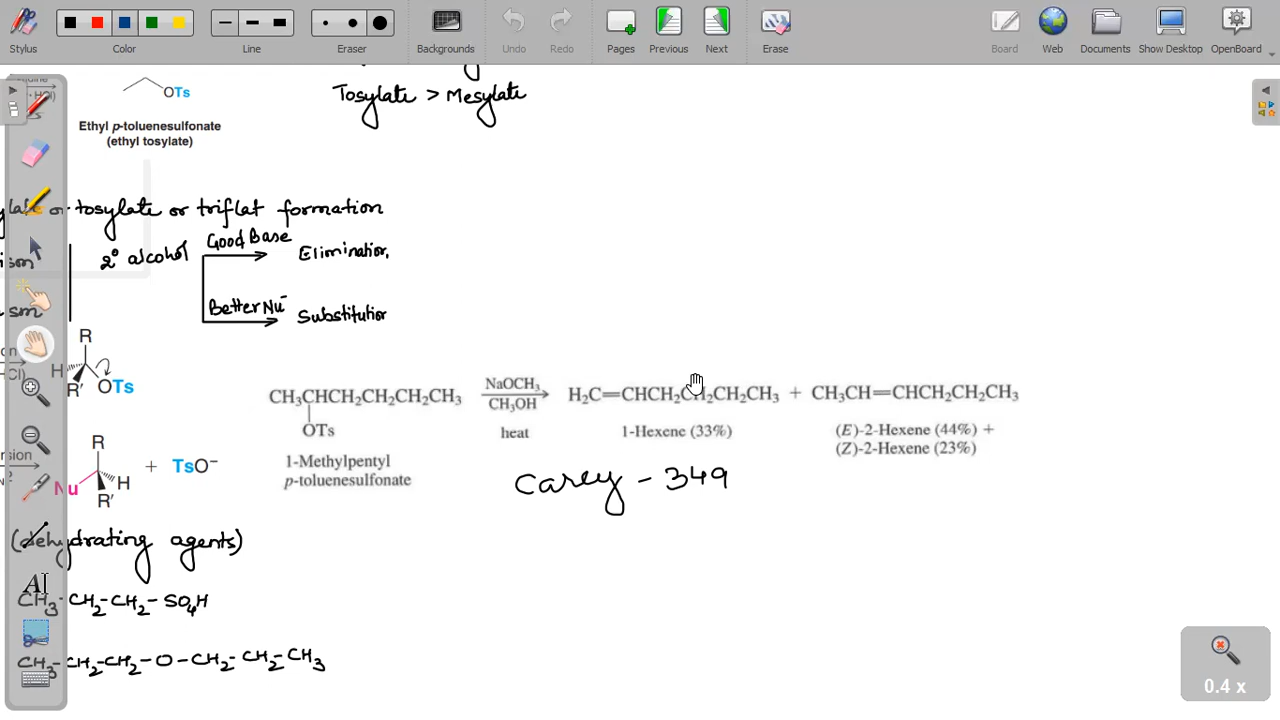 Stylus
Color
Line
Eraser
Backgrounds
Undo
Redo
Pages
Previous
Next
Erase
Board
Web
Documents
Show Desktop
OpenBoard
OTs
Ethyl p-toluenesulfonate
(ethyl tosylate)
Tosylate > Mesylate
or tosylate or triflat formation
2° alcohol
Good Base
Elimination
Better Nu⁻
Substitution
R
H
R'
OTs
CH₃CHCH₂CH₂CH₂CH₃
OTs
1-Methylpentyl
p-toluenesulfonate
NaOCH₃
CH₃OH
heat
H₂C=CHCH₂CH₂CH₂CH₃ + CH₃CH=CHCH₂CH₂CH₃
1-Hexene (33%)
(E)-2-Hexene (44%) +
(Z)-2-Hexene (23%)
R
Nu
H
R'
+ TsO⁻
Carey - 349
(dehydrating agents)
CH₃-CH₂-CH₂-SO₄H
CH₃-CH₂-CH₂-O-CH₂-CH₂-CH₃
0.4 x